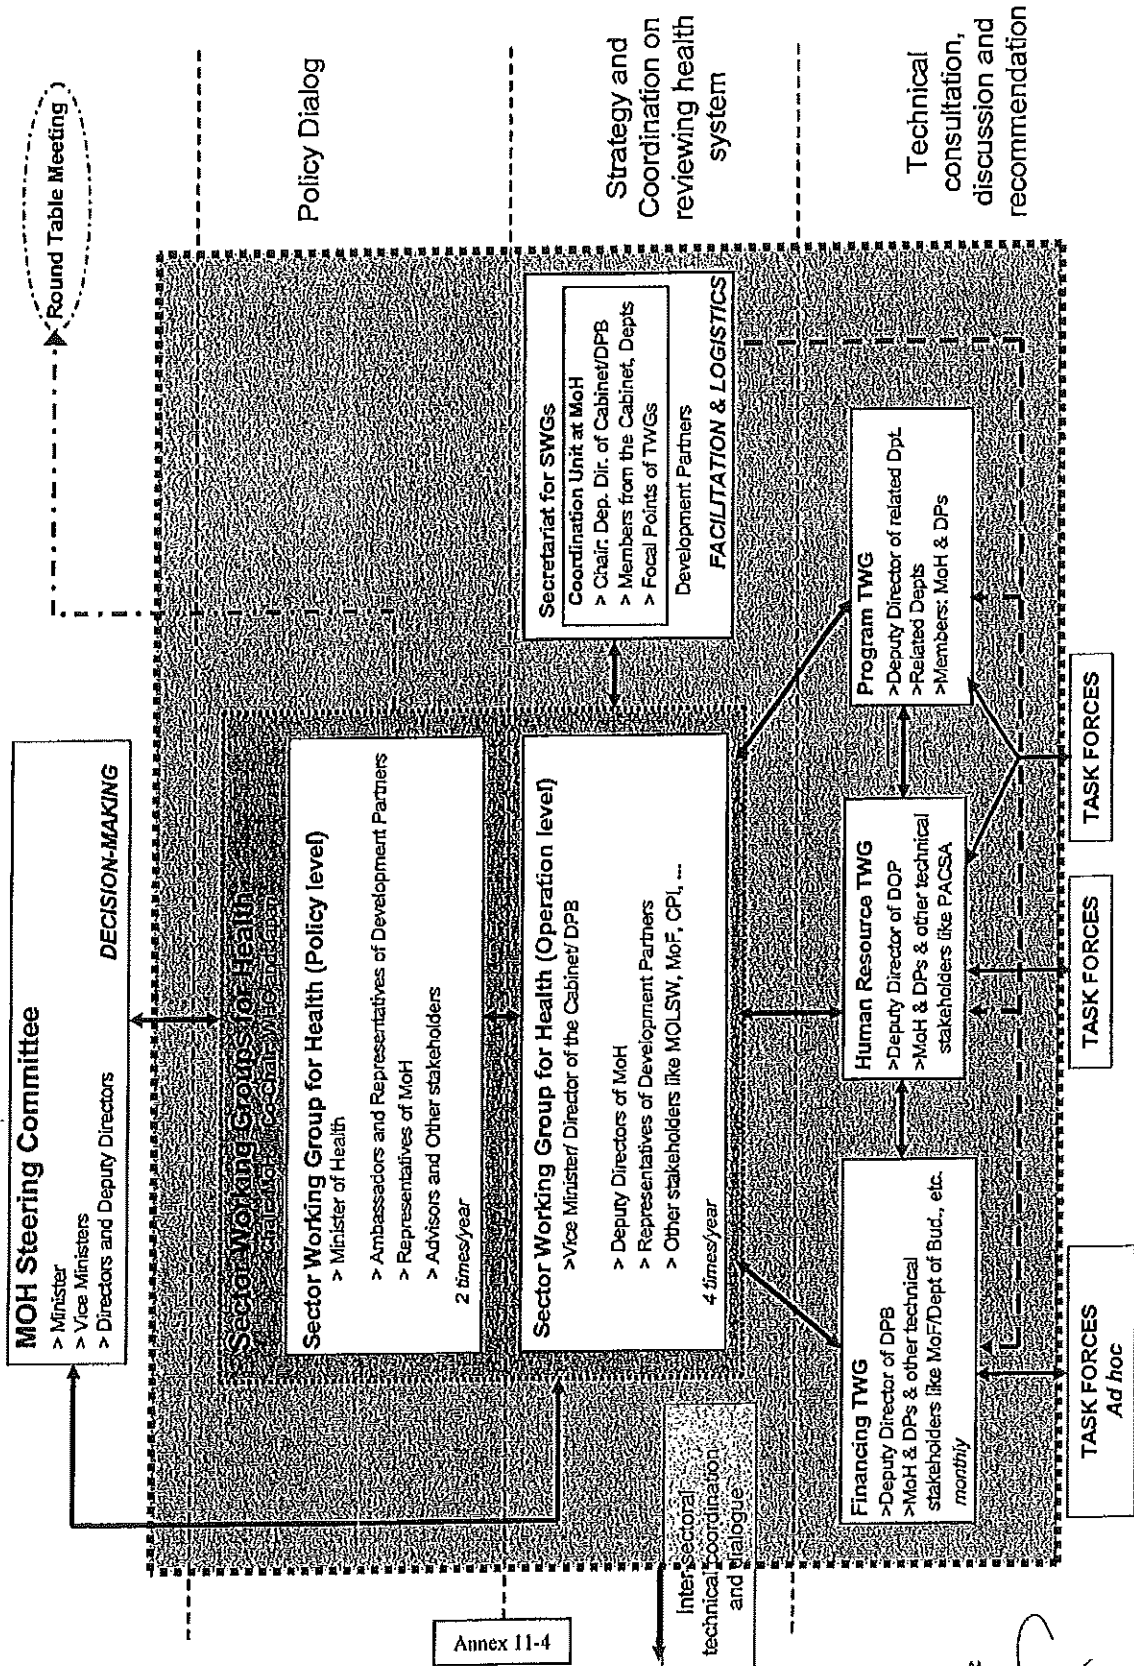 Round Table Meeting
MOH Steering Committee
> Minister
> Vice Ministers
> Directors and Deputy Directors
DECISION-MAKING
Policy Dialog
Sector Working Groups for Health
Sector Working Group for Health (Policy level)
> Minister of Health
> Ambassadors and Representatives of Development Partners
> Representatives of MoH
> Advisors and Other stakeholders
2 times/year
Strategy and
Coordination on
reviewing health
system
Sector Working Group for Health (Operation level)
>Vice Minister/ Director of the Cabinet/ DPB
> Deputy Directors of MoH
> Representatives of Development Partners
> Other stakeholders like MOLSW, MoF, CPI, ...
4 times/year
Secretariat for SWGs
Coordination Unit at MoH
> Chair: Dep. Dir. of Cabinet/DPB
> Members from the Cabinet, Depts
> Focal Points of TWGs
Development Partners
FACILITATION & LOGISTICS
Inter-sectoral
technical coordination
and dialogue
Technical
consultation,
discussion and
recommendation
Financing TWG
>Deputy Director of DPB
>MoH & DPs & other technical
stakeholders like MoF/Dept of Bud., etc.
monthly
Human Resource TWG
>Deputy Director of DOP
>MoH & DPs & other technical
stakeholders like PACSA
Program TWG
>Deputy Director of related Dpt.
>Related Depts
>Members: MoH & DPs
TASK FORCES
Ad hoc
TASK FORCES
TASK FORCES
Annex 11-4